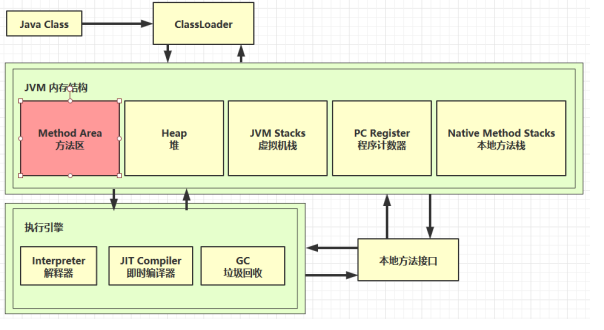 Java Class
ClassLoader
JVM 内存结构
Method Area
方法区
Heap
堆
JVM Stacks
虚拟机栈
PC Register
程序计数器
Native Method Stacks
本地方法栈
执行引擎
Interpreter
解释器
JIT Compiler
即时编译器
GC
垃圾回收
本地方法接口